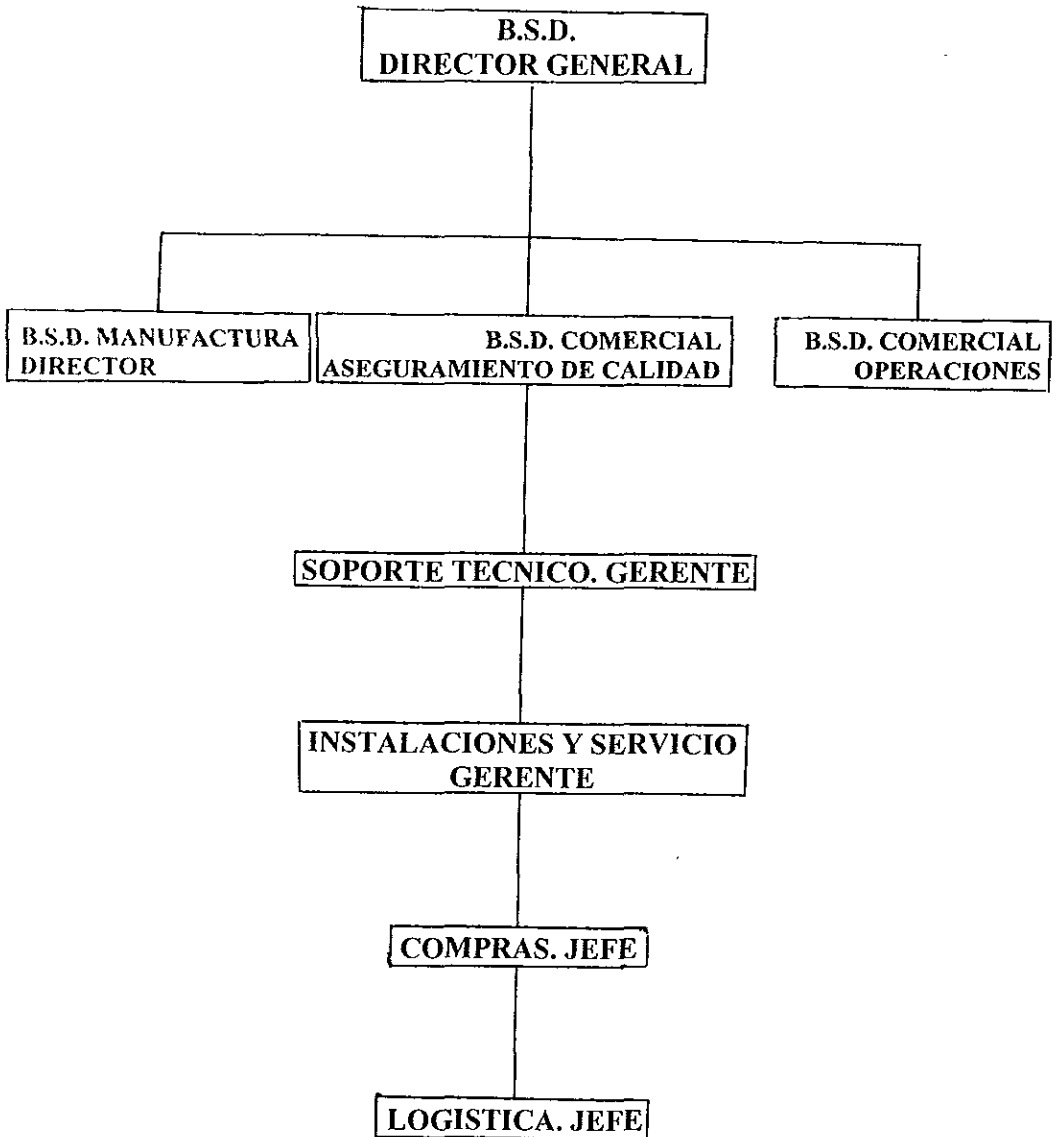 B.S.D.
DIRECTOR GENERAL
B.S.D. MANUFACTURA
DIRECTOR
B.S.D. COMERCIAL
ASEGURAMIENTO DE CALIDAD
B.S.D. COMERCIAL
OPERACIONES
SOPORTE TECNICO. GERENTE
INSTALACIONES Y SERVICIO
GERENTE
COMPRAS. JEFE
LOGISTICA. JEFE